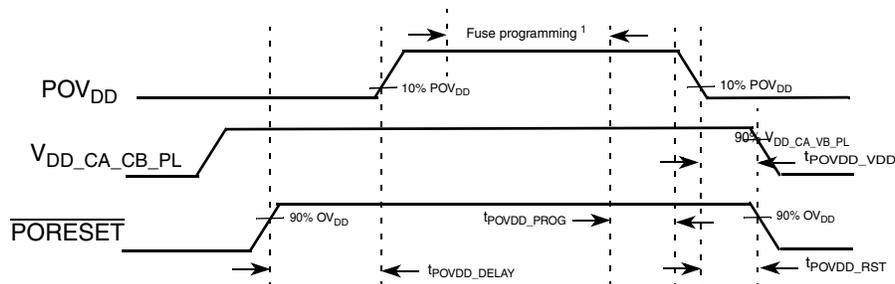 Fuse programming 1
POVDD
10% POVDD
10% POVDD
VDD_CA_CB_PL
90% VDD_CA_VB_PL
tPOVDD_VDD
PORESET
90% OVDD
tPOVDD_PROG
90% OVDD
tPOVDD_DELAY
tPOVDD_RST